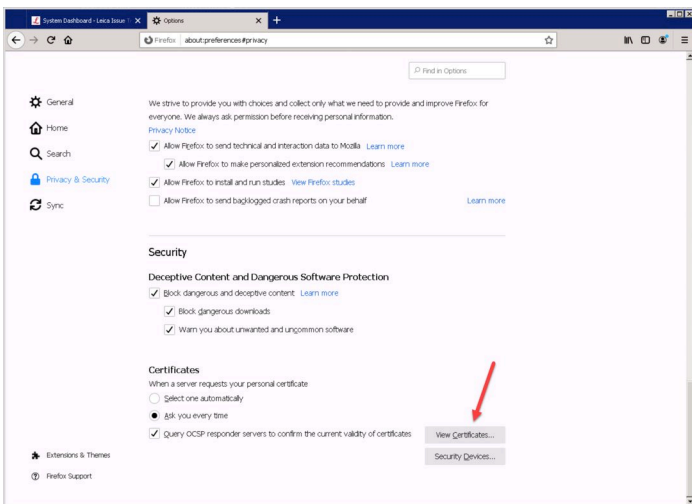 System Dashboard - Leica Issue T
Options
Firefox
about:preferences#privacy
Find in Options
General
Home
Search
Privacy & Security
Sync
We strive to provide you with choices and collect only what we need to provide and improve Firefox for
everyone. We always ask permission before receiving personal information.
Privacy Notice
Allow Firefox to send technical and interaction data to Mozilla Learn more
Allow Firefox to make personalized extension recommendations Learn more
Allow Firefox to install and run studies View Firefox studies
Allow Firefox to send backlogged crash reports on your behalf Learn more
Security
Deceptive Content and Dangerous Software Protection
Block dangerous and deceptive content Learn more
Block dangerous downloads
Warn you about unwanted and uncommon software
Certificates
When a server requests your personal certificate
Select one automatically
Ask you every time
Query OCSP responder servers to confirm the current validity of certificates
View Certificates...
Security Devices...
Extensions & Themes
Firefox Support